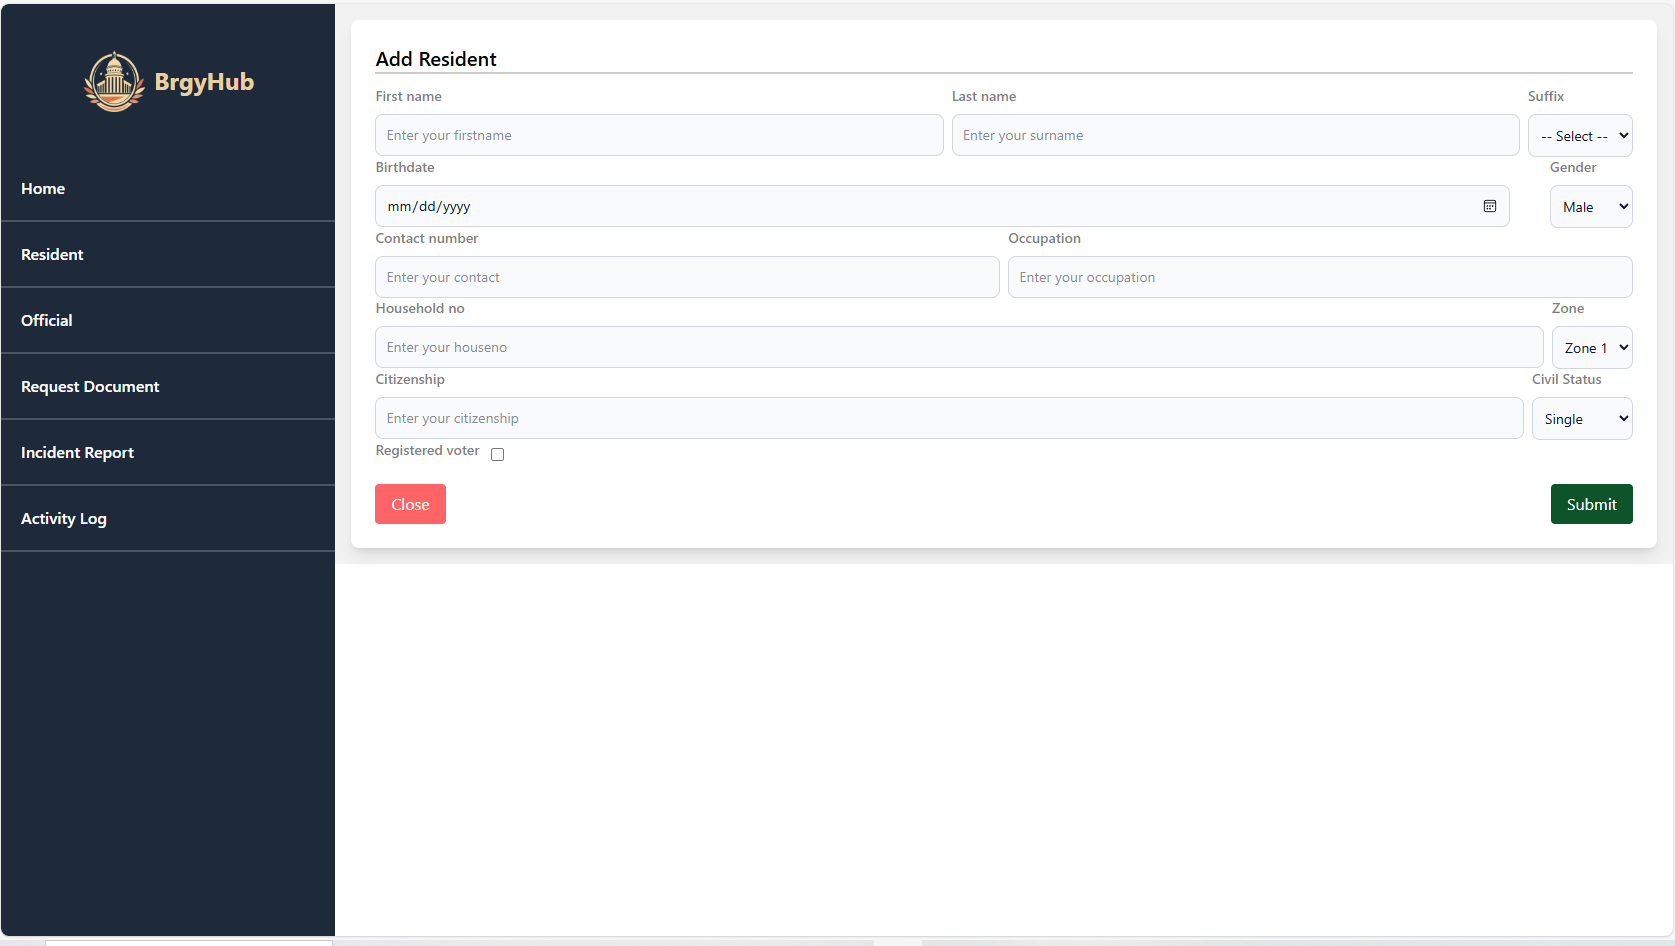 BrgyHub
Home
Resident
Official
Request Document
Incident Report
Activity Log
Add Resident
First name Last name Suffix
Enter your firstname Enter your surname -- Select --
Birthdate Gender
mm/dd/yyyy Male
Contact number Occupation
Enter your contact Enter your occupation
Household no Zone
Enter your houseno Zone 1
Citizenship Civil Status
Enter your citizenship Single
Registered voter
Close Submit